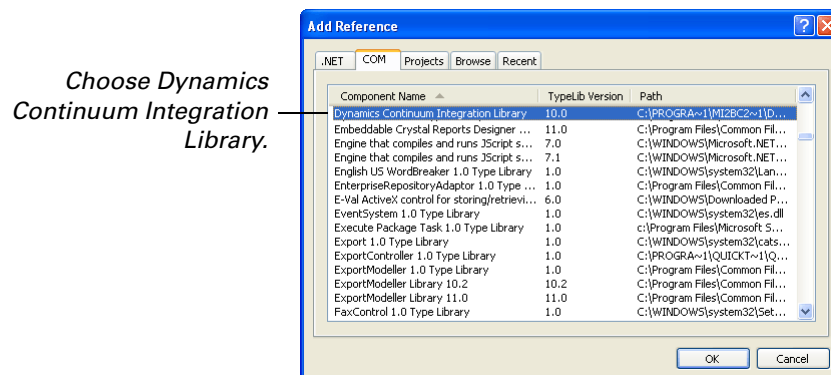 Add Reference
.NET COM Projects Browse Recent
Choose Dynamics
Continuum Integration
Library.
Component Name TypeLib Version Path
Dynamics Continuum Integration Library 10.0 C:\PROGRA~1\MI2BC2~1\D...
Embeddable Crystal Reports Designer ... 11.0 C:\Program Files\Common Fil...
Engine that compiles and runs JScript s... 7.0 C:\WINDOWS\Microsoft.NET...
Engine that compiles and runs JScript s... 7.1 C:\WINDOWS\Microsoft.NET...
English US WordBreaker 1.0 Type Library 1.0 C:\WINDOWS\system32\Lan...
EnterpriseRepositoryAdaptor 1.0 Type ... 1.0 C:\Program Files\Common Fil...
E-Val ActiveX control for storing/retrievi... 6.0 C:\WINDOWS\Downloaded P...
EventSystem 1.0 Type Library 1.0 C:\WINDOWS\system32\es.dll
Execute Package Task 1.0 Type Library 1.0 c:\Program Files\Microsoft S...
Export 1.0 Type Library 1.0 C:\WINDOWS\system32\cats...
ExportController 1.0 Type Library 1.0 C:\PROGRA~1\QUICKT~1\Q...
ExportModeller 1.0 Type Library 1.0 C:\Program Files\Common Fil...
ExportModeller Library 10.2 10.2 C:\Program Files\Common Fil...
ExportModeller Library 11.0 11.0 C:\Program Files\Common Fil...
FaxControl 1.0 Type Library 1.0 C:\WINDOWS\system32\Set...
OK Cancel